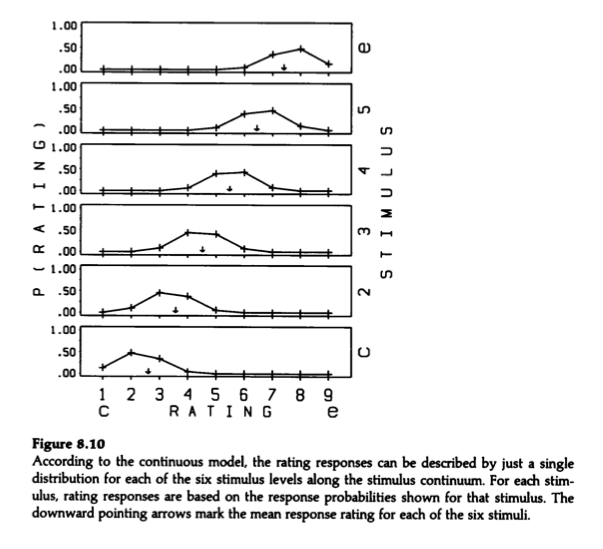 1.00
.50
.00
e
1.00
.50
.00
5
1.00
.50
.00
4
1.00
.50
.00
3
1.00
.50
.00
2
1.00
.50
.00
C
P(RATING)
STIMULUS
1 2 3 4 5 6 7 8 9
C RATING e
Figure 8.10
According to the continuous model, the rating responses can be described by just a single
distribution for each of the six stimulus levels along the stimulus continuum. For each stim-
ulus, rating responses are based on the response probabilities shown for that stimulus. The
downward pointing arrows mark the mean response rating for each of the six stimuli.